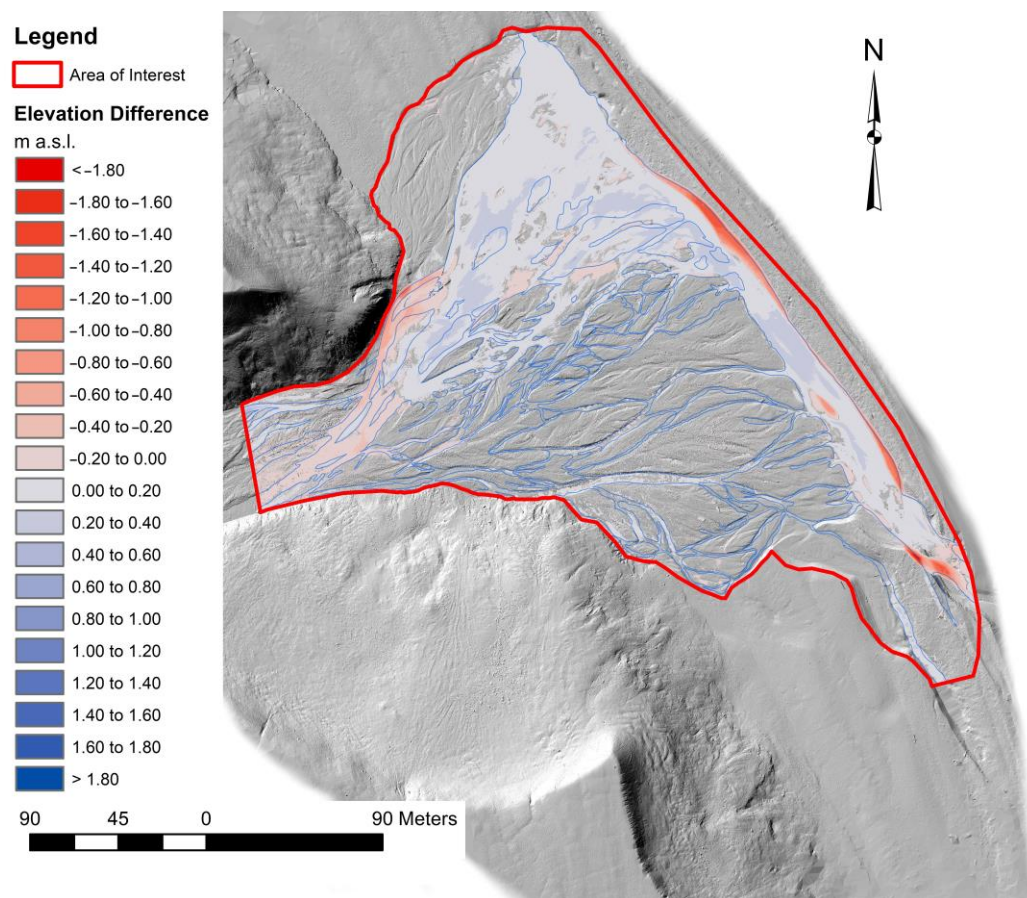 Legend
Area of Interest
Elevation Difference
m a.s.l.
<–1.80
–1.80 to –1.60
–1.60 to –1.40
–1.40 to –1.20
–1.20 to –1.00
–1.00 to –0.80
–0.80 to –0.60
–0.60 to –0.40
–0.40 to –0.20
–0.20 to 0.00
0.00 to 0.20
0.20 to 0.40
0.40 to 0.60
0.60 to 0.80
0.80 to 1.00
1.00 to 1.20
1.20 to 1.40
1.40 to 1.60
1.60 to 1.80
> 1.80
90 45 0 90 Meters
N